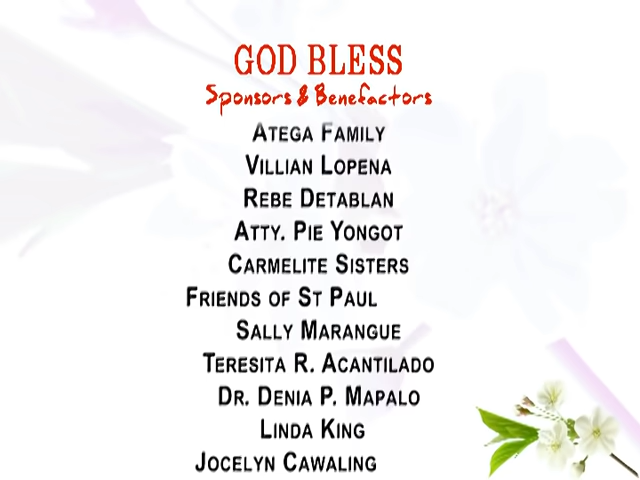 GOD BLESS
Sponsors & Benefactors
ATEGA FAMILY
VILLIAN LOPENA
REBE DETABLAN
ATTY. PIE YONGOT
CARMELITE SISTERS
FRIENDS OF ST PAUL
SALLY MARANGUE
TERESITA R. ACANTILADO
DR. DENIA P. MAPALO
LINDA KING
JOCELYN CAWALING